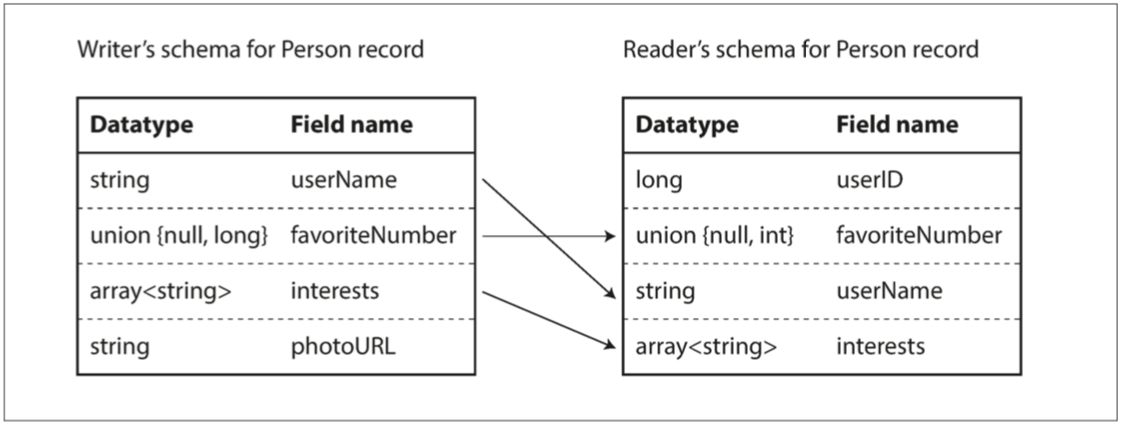 Writer’s schema for Person record
Datatype Field name
string userName
union {null, long} favoriteNumber
array<string> interests
string photoURL
Reader’s schema for Person record
Datatype Field name
long userID
union {null, int} favoriteNumber
string userName
array<string> interests